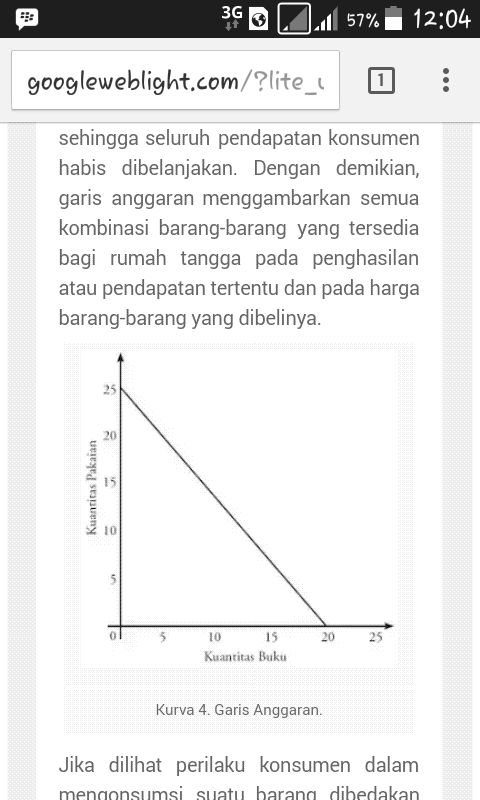 3G 57% 12:04
googleweblight.com/?lite_u
1
sehingga seluruh pendapatan konsumen
habis dibelanjakan. Dengan demikian,
garis anggaran menggambarkan semua
kombinasi barang-barang yang tersedia
bagi rumah tangga pada penghasilan
atau pendapatan tertentu dan pada harga
barang-barang yang dibelinya.
25
20
15
10
5
Kuantitas Pakaian
0 5 10 15 20 25
Kuantitas Buku
Kurva 4. Garis Anggaran.
Jika dilihat perilaku konsumen dalam
mengonsumsi suatu barang, dibedakan